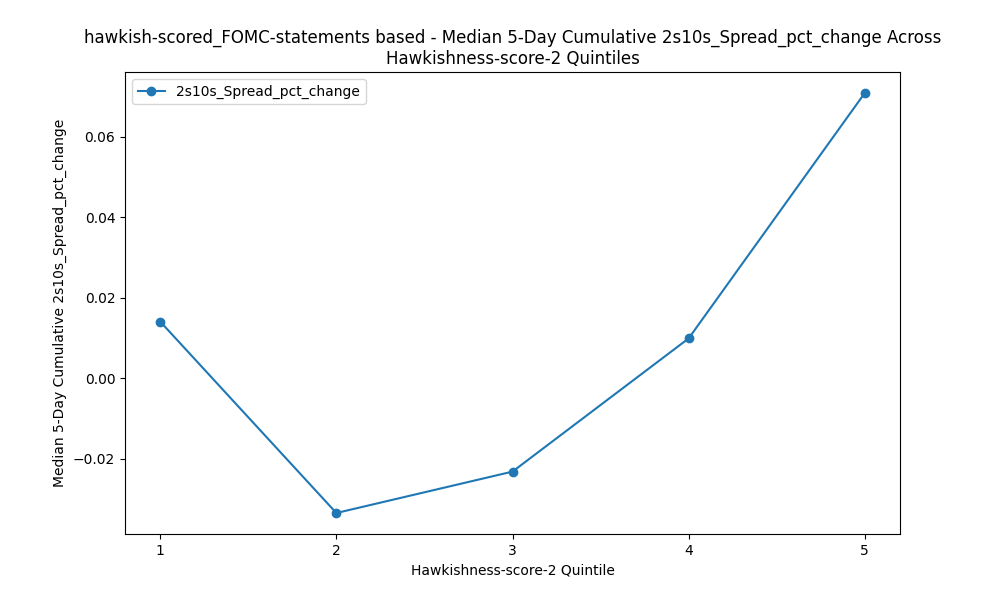 hawkish-scored_FOMC-statements based - Median 5-Day Cumulative 2s10s_Spread_pct_change Across
Hawkishness-score-2 Quintiles
2s10s_Spread_pct_change
Median 5-Day Cumulative 2s10s_Spread_pct_change
0.06
0.04
0.02
0.00
−0.02
1
2
3
4
5
Hawkishness-score-2 Quintile